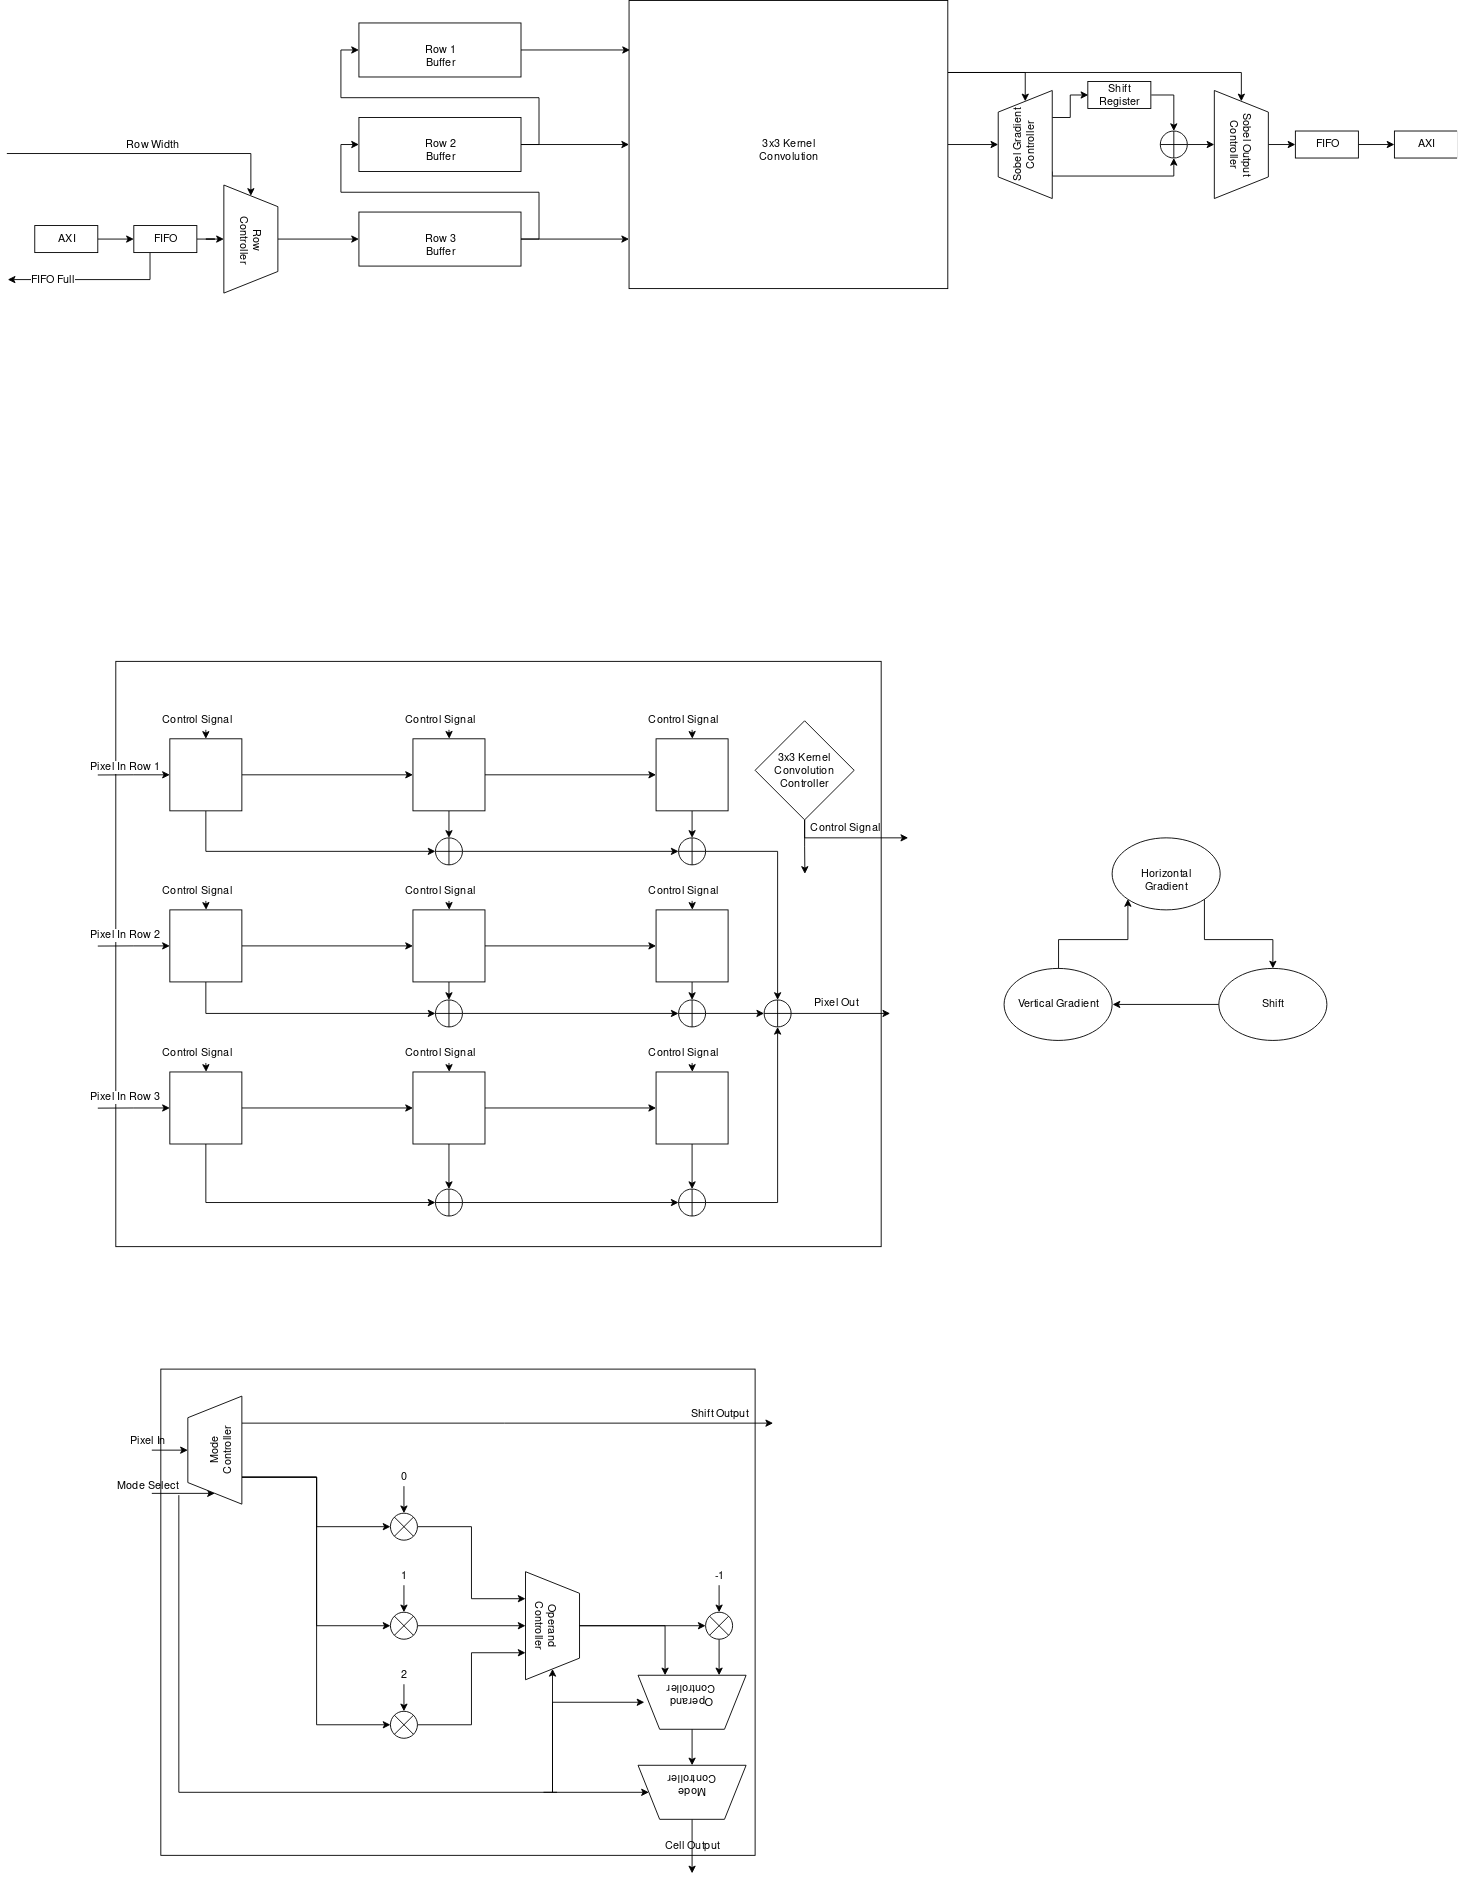 Row 1
Buffer
Row 2
Buffer
Row 3
Buffer
Row Width
AXI
FIFO
FIFO Full
Row
Controller
3x3 Kernel
Convolution
Sobel Gradient
Controller
Shift
Register
Sobel Output
Controller
FIFO
AXI
Control Signal
Control Signal
Control Signal
Pixel In Row 1
3x3 Kernel
Convolution
Controller
Control Signal
Control Signal
Control Signal
Control Signal
Pixel In Row 2
Pixel Out
Control Signal
Control Signal
Control Signal
Pixel In Row 3
Horizontal
Gradient
Vertical Gradient
Shift
Pixel In
Mode Select
Mode
Controller
Shift Output
0
1
2
Operand
Controller
-1
Operand
Controller
Mode
Controller
Cell Output